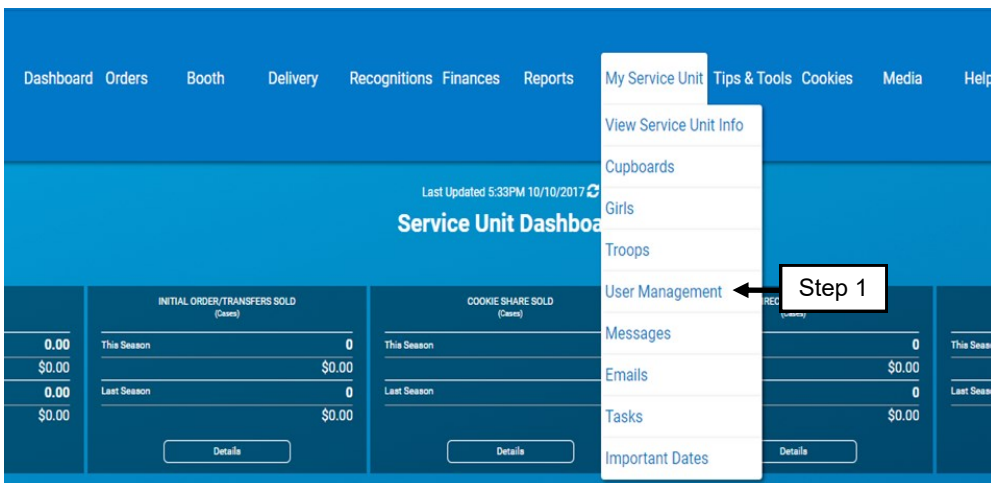 Dashboard Orders Booth Delivery Recognitions Finances Reports My Service Unit Tips & Tools Cookies Media Help
View Service Unit Info
Cupboards
Girls
Troops
User Management
Messages
Emails
Tasks
Important Dates
Step 1
Last Updated 5:33PM 10/10/2017
Service Unit Dashboa
0.00
$0.00
0.00
$0.00
INITIAL ORDER/TRANSFERS SOLD
(Cases)
This Season 0
$0.00
Last Season 0
$0.00
Details
COOKIE SHARE SOLD
(Cases)
This Season
Last Season
Details
(Cases)
0
$0.00
0
$0.00
Details
This Seas
Last Seas